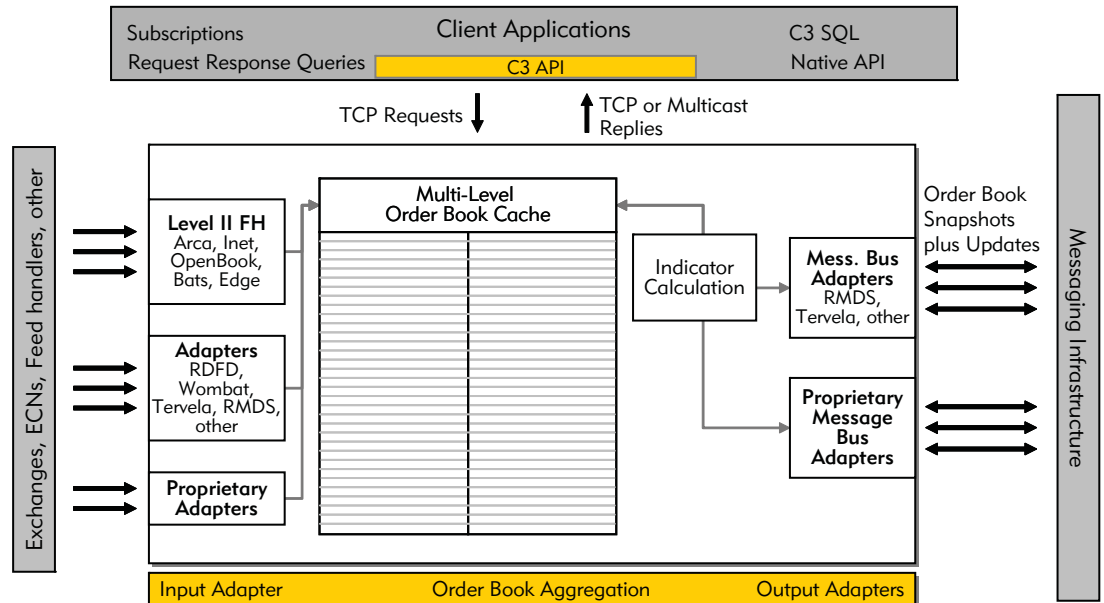 Subscriptions
Client Applications
C3 SQL
Request Response Queries
C3 API
Native API
TCP Requests
TCP or Multicast
Replies
Exchanges, ECNs, Feed handlers, other
Level II FH
Arca, Inet,
OpenBook,
Bats, Edge
Adapters
RDFD,
Wombat,
Tervela, RMDS,
other
Proprietary
Adapters
Multi-Level
Order Book Cache
Indicator
Calculation
Mess. Bus
Adapters
RMDS,
Tervela, other
Proprietary
Message
Bus
Adapters
Order Book
Snapshots
plus Updates
Messaging Infrastructure
Input Adapter
Order Book Aggregation
Output Adapters